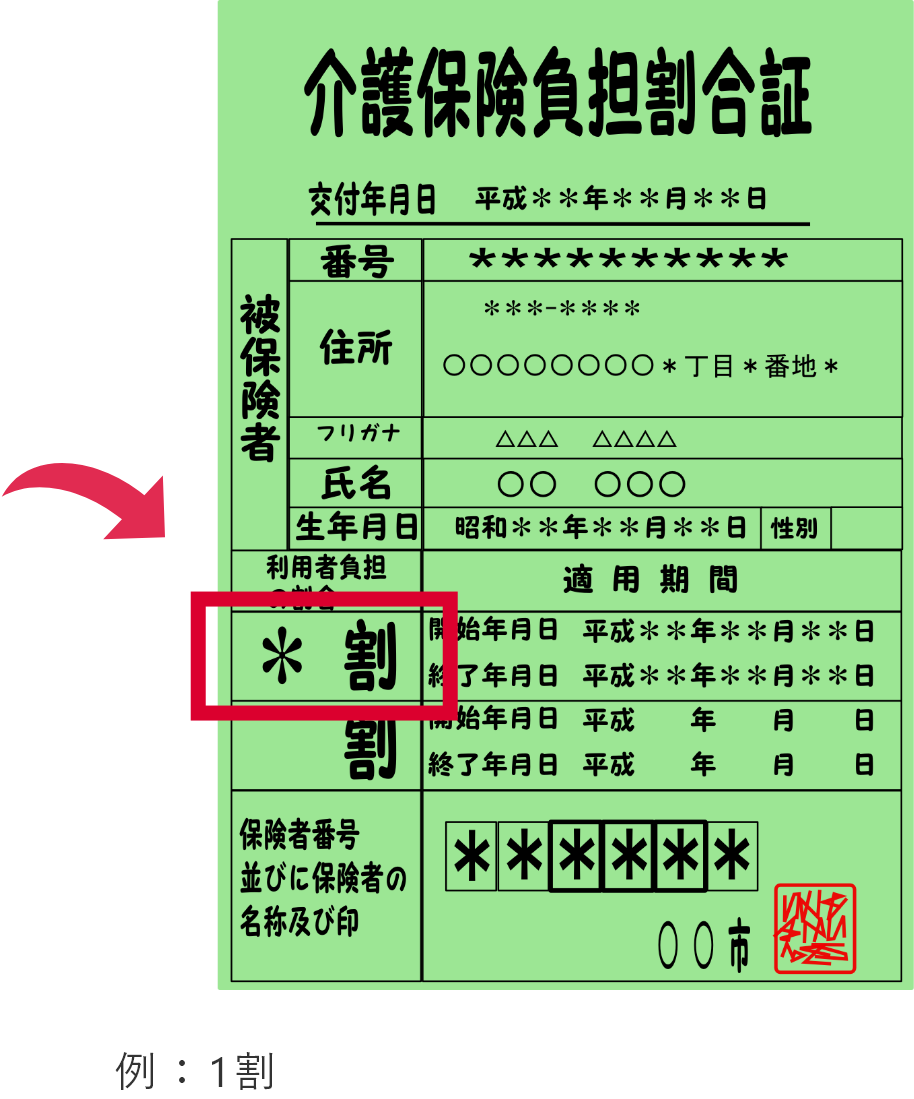 介護保険負担割合証
交付年月日 平成＊＊年＊＊月＊＊日
被保険者
番号 ＊＊＊＊＊＊＊＊＊＊
住所 ＊＊＊-＊＊＊＊
○○○○○○○○＊丁目＊番地＊
フリガナ △△△ △△△△
氏名 ○○ ○○○
生年月日 昭和＊＊年＊＊月＊＊日 性別
利用者負担
の割合
適用期間
＊ 割
開始年月日 平成＊＊年＊＊月＊＊日
終了年月日 平成＊＊年＊＊月＊＊日
割
開始年月日 平成 年 月 日
終了年月日 平成 年 月 日
保険者番号
並びに保険者の
名称及び印
＊＊＊＊＊＊
○○市
例：1割